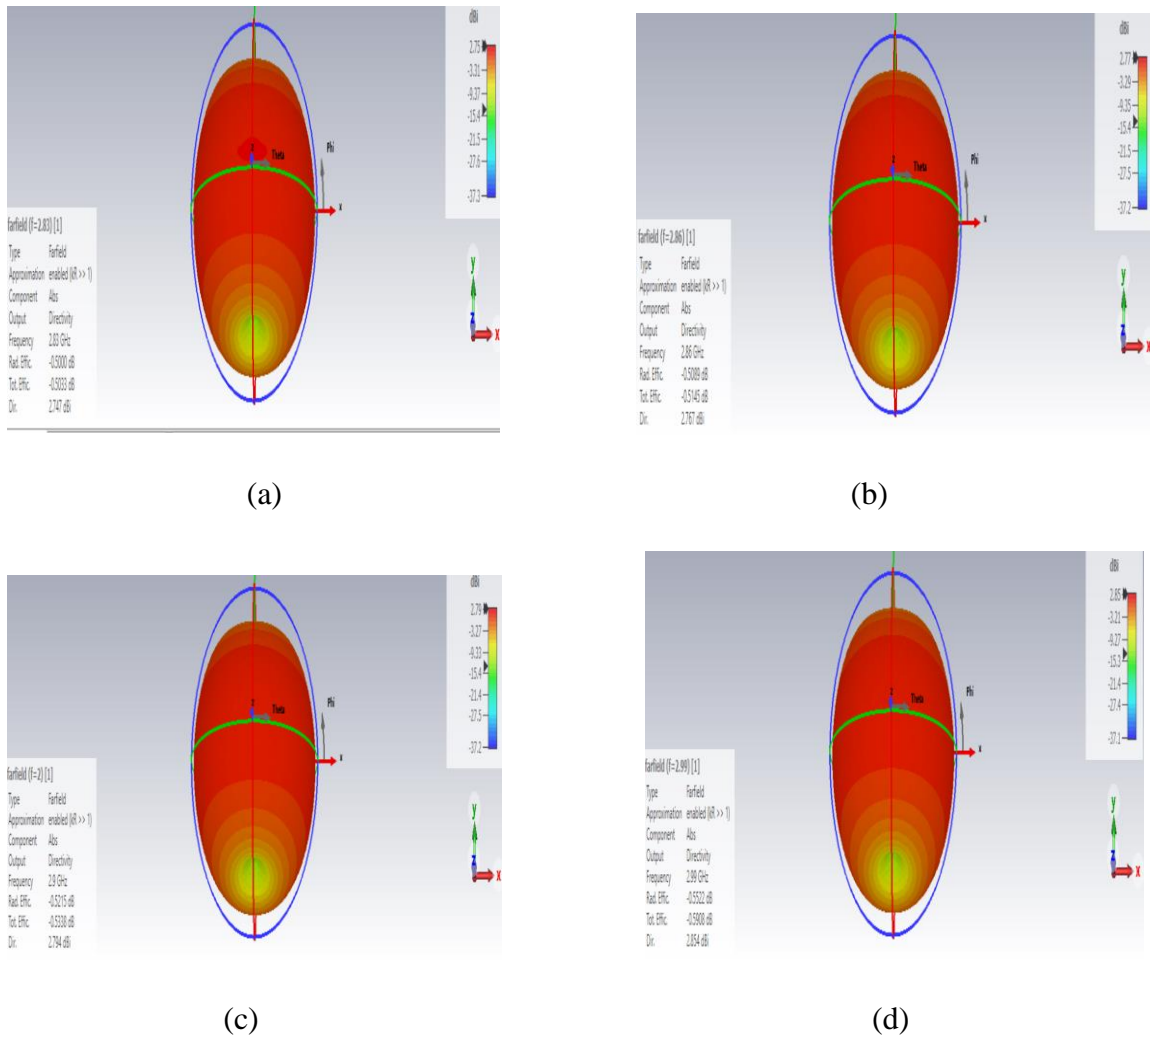 dBi
2.75
-3.31
-9.37
-15.4
-21.5
-27.6
-37.3
z
Theta
Phi
x
farfield (f=2.83) [1]
Type Farfield
Approximation enabled (kR >> 1)
Component Abs
Output Directivity
Frequency 2.83 GHz
Rad. Effic. -0.5000 dB
Tot. Effic. -0.5033 dB
Dir. 2.747 dBi
y
z
x
(a)
dBi
2.77
-3.29
-9.35
-15.4
-21.4
-27.5
-37.2
z
Theta
Phi
x
farfield (f=2.86) [1]
Type Farfield
Approximation enabled (kR >> 1)
Component Abs
Output Directivity
Frequency 2.86 GHz
Rad. Effic. -0.5089 dB
Tot. Effic. -0.5145 dB
Dir. 2.767 dBi
y
z
x
(b)
dBi
2.79
-3.27
-9.33
-15.4
-21.4
-27.5
-37.2
z
Theta
Phi
x
farfield (f=2) [1]
Type Farfield
Approximation enabled (kR >> 1)
Component Abs
Output Directivity
Frequency 2.9 GHz
Rad. Effic. -0.5215 dB
Tot. Effic. -0.5338 dB
Dir. 2.794 dBi
y
z
x
(c)
dBi
2.85
-3.21
-9.27
-15.3
-21.4
-27.4
-37.1
z
Theta
Phi
x
farfield (f=2.99) [1]
Type Farfield
Approximation enabled (kR >> 1)
Component Abs
Output Directivity
Frequency 2.99 GHz
Rad. Effic. -0.5522 dB
Tot. Effic. -0.5908 dB
Dir. 2.854 dBi
y
z
x
(d)